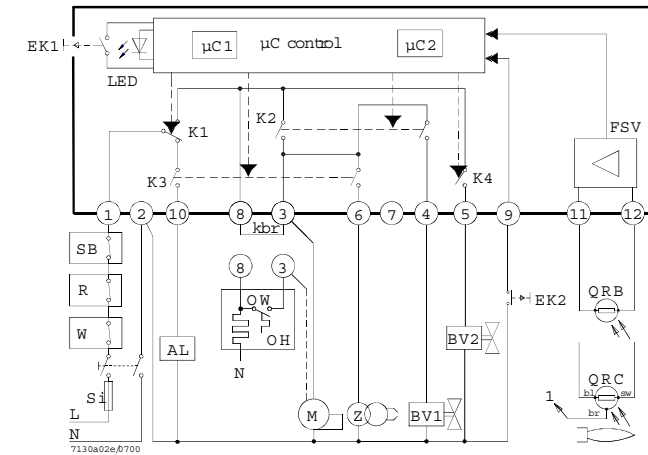 µC1
µC control
µC2
EK1
LED
FSV
K1
K2
K3
K4
1 2 10 8 3 6 7 4 5 9 11 12
kbr
SB
8 3
QRB
R
OW
EK2
OH
W
AL
BV2
N
QRC
bl sw
1
br
Si
L
M Z BV1
N
7130a02e/0700